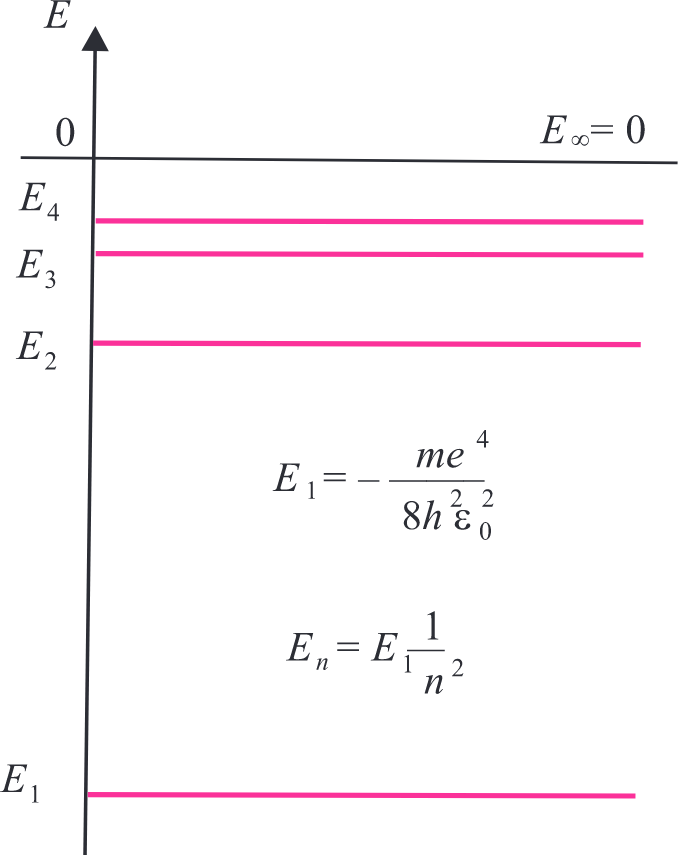 E
0 E∞ = 0
E₄
E₃
E₂
E₁ = – me⁴ / 8h²ε₀²
Eₙ = E₁ 1 / n²
E₁